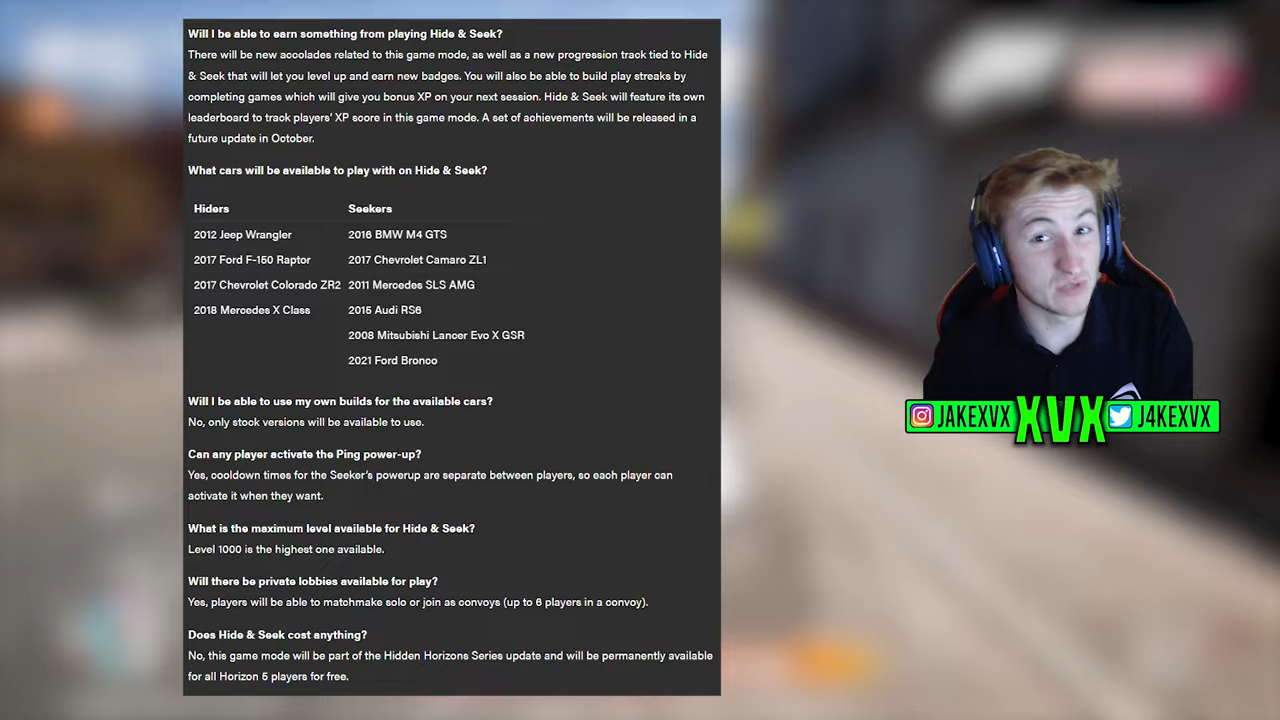 Will I be able to earn something from playing Hide & Seek?
There will be new accolades related to this game mode, as well as a new progression track tied to Hide
& Seek that will let you level up and earn new badges. You will also be able to build play streaks by
completing games which will give you bonus XP on your next session. Hide & Seek will feature its own
leaderboard to track players' XP score in this game mode. A set of achievements will be released in a
future update in October.
What cars will be available to play with on Hide & Seek?
Hiders Seekers
2012 Jeep Wrangler 2016 BMW M4 GTS
2017 Ford F-150 Raptor 2017 Chevrolet Camaro ZL1
2017 Chevrolet Colorado ZR2 2011 Mercedes SLS AMG
2018 Mercedes X Class 2015 Audi RS6
2008 Mitsubishi Lancer Evo X GSR
2021 Ford Bronco
Will I be able to use my own builds for the available cars?
No, only stock versions will be available to use.
Can any player activate the Ping power-up?
Yes, cooldown times for the Seeker's powerup are separate between players, so each player can
activate it when they want.
What is the maximum level available for Hide & Seek?
Level 1000 is the highest one available.
Will there be private lobbies available for play?
Yes, players will be able to matchmake solo or join as convoys (up to 6 players in a convoy).
Does Hide & Seek cost anything?
No, this game mode will be part of the Hidden Horizons Series update and will be permanently available
for all Horizon 5 players for free.
JAKEXVX XVX J4KEXVX